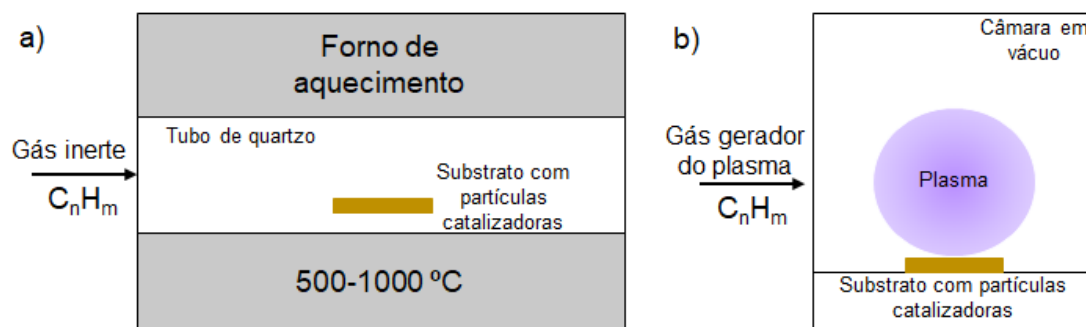 a)
Forno de
aquecimento
Tubo de quartzo
Gás inerte
CnHm
Substrato com
partículas
catalizadoras
500-1000 ºC
b)
Câmara em
vácuo
Gás gerador
do plasma
CnHm
Plasma
Substrato com partículas
catalizadoras